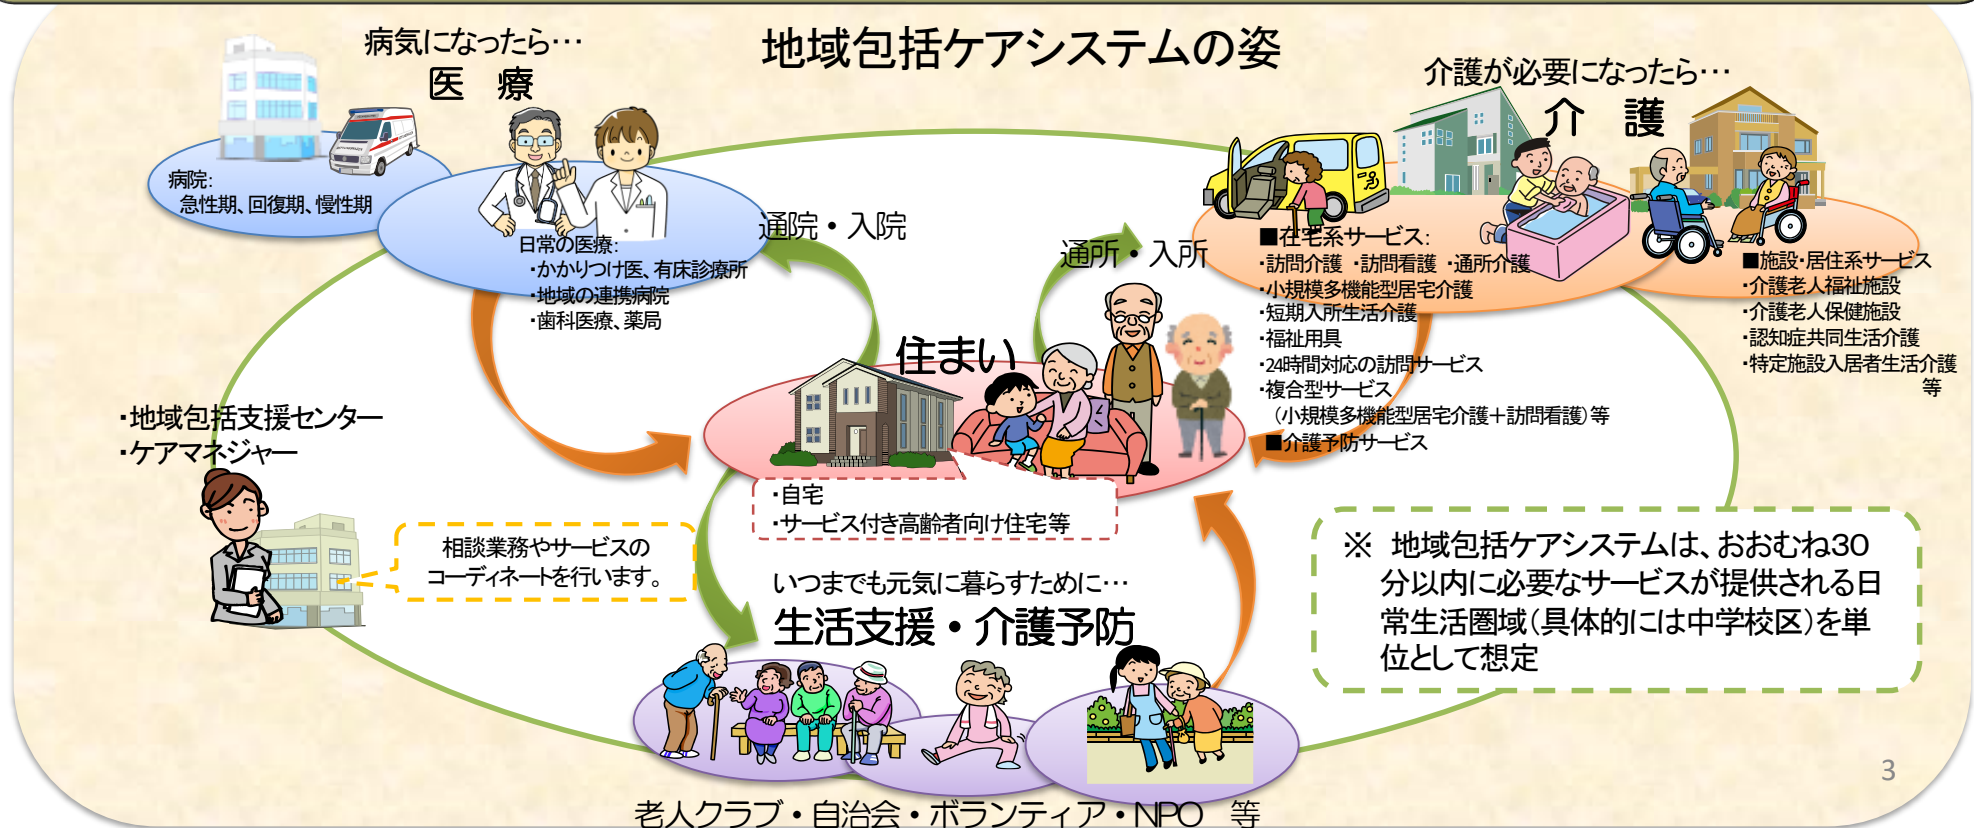 地域包括ケアシステムの姿
病気になったら…
医　療
病院：
急性期、回復期、慢性期
日常の医療：
・かかりつけ医、有床診療所
・地域の連携病院
・歯科医療、薬局
通院・入院
通所・入所
介護が必要になったら…
介　護
■在宅系サービス：
・訪問介護　・訪問看護　・通所介護
・小規模多機能型居宅介護
・短期入所生活介護
・福祉用具
・24時間対応の訪問サービス
・複合型サービス
（小規模多機能型居宅介護＋訪問看護）等
■介護予防サービス
■施設・居住系サービス
・介護老人福祉施設
・介護老人保健施設
・認知症共同生活介護
・特定施設入居者生活介護
等
住まい
・自宅
・サービス付き高齢者向け住宅等
・地域包括支援センター
・ケアマネジャー
相談業務やサービスの
コーディネートを行います。
いつまでも元気に暮らすために…
生活支援・介護予防
老人クラブ・自治会・ボランティア・NPO　等
※　地域包括ケアシステムは、おおむね30
分以内に必要なサービスが提供される日
常生活圏域（具体的には中学校区）を単
位として想定
3